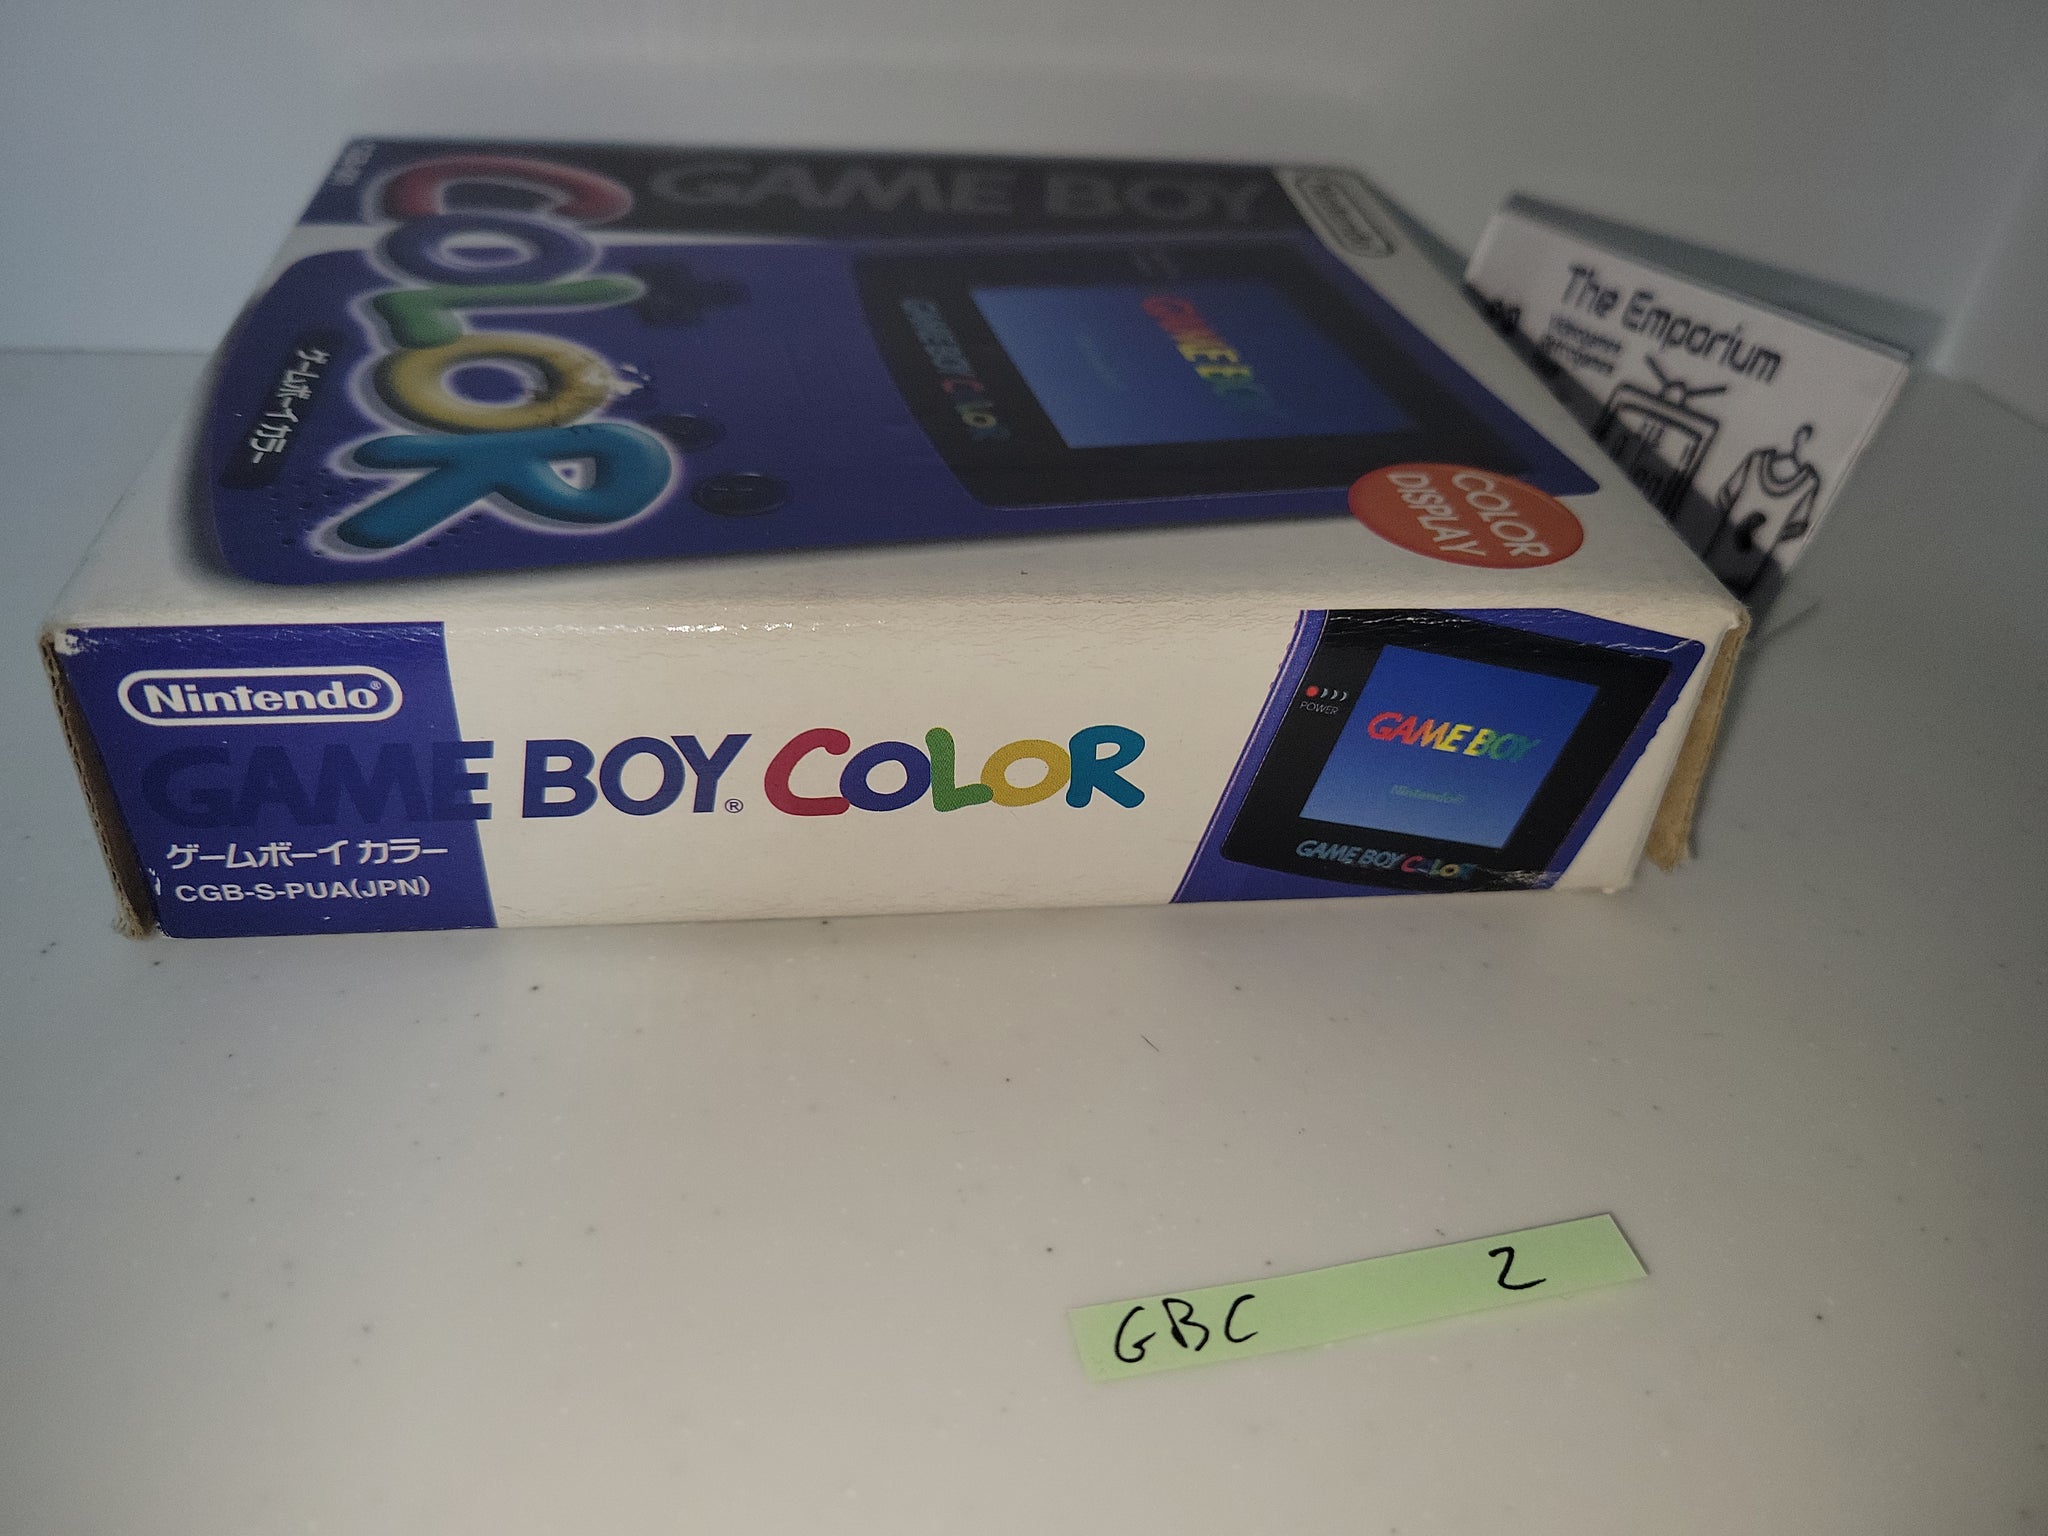 GAME BOY
COLOR
Nintendo
ゲームボーイ カラー
GAME BOY
GAME BOY COLOR
COLOR
DISPLAY
The Emporium
Nintendo®
GAME BOY® COLOR
ゲームボーイ カラー
CGB-S-PUA(JPN)
POWER
GAME BOY
Nintendo®
GAME BOY COLOR
GBC 2